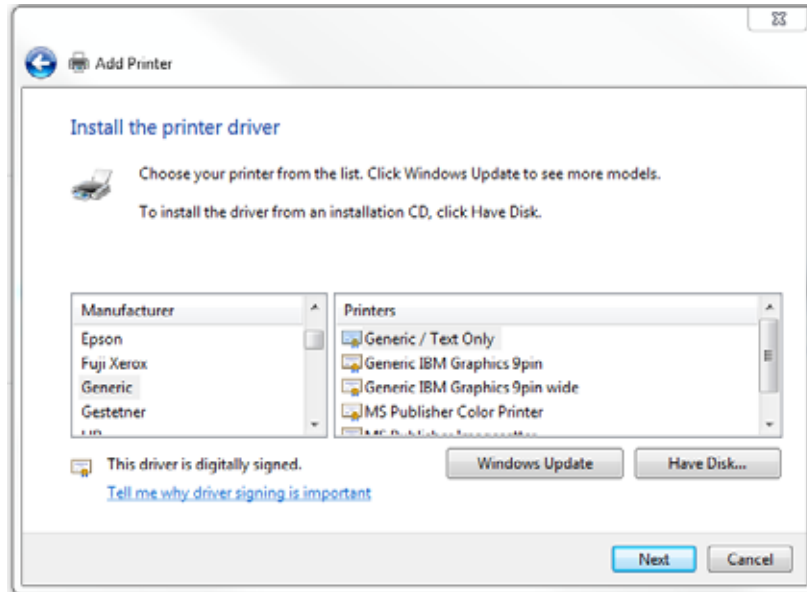 Add Printer
Install the printer driver
Choose your printer from the list. Click Windows Update to see more models.
To install the driver from an installation CD, click Have Disk.
Manufacturer
Epson
Fuji Xerox
Generic
Gestetner
Printers
Generic / Text Only
Generic IBM Graphics 9pin
Generic IBM Graphics 9pin wide
MS Publisher Color Printer
This driver is digitally signed.
Tell me why driver signing is important
Windows Update
Have Disk...
Next
Cancel